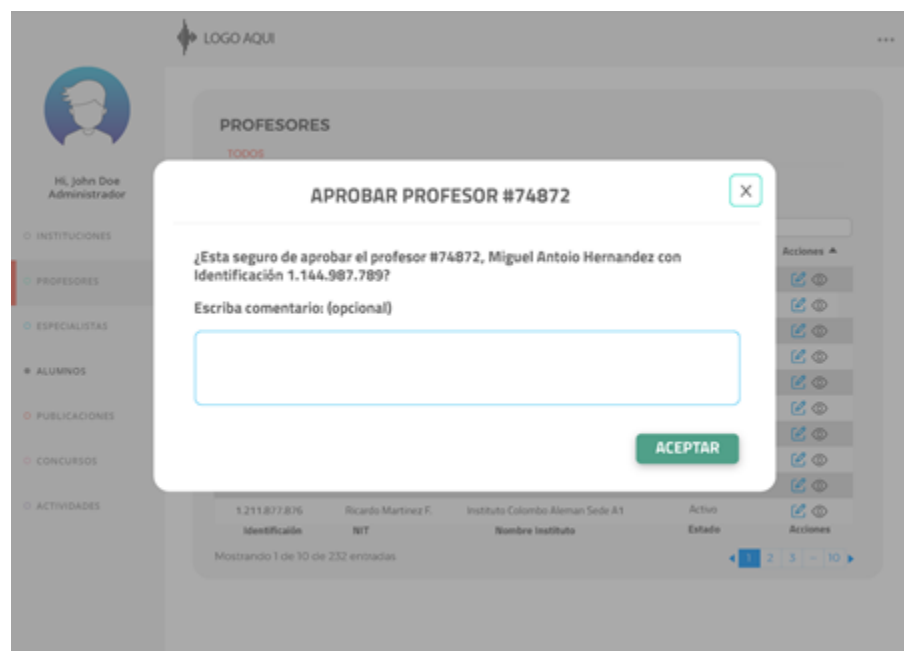 LOGO AQUI
Hi, John Doe
Administrador
INSTITUCIONES
PROFESORES
ESPECIALISTAS
ALUMNOS
PUBLICACIONES
CONCURSOS
ACTIVIDADES
PROFESORES
TODOS
APROBAR PROFESOR #74872
X
¿Esta seguro de aprobar el profesor #74872, Miguel Antoio Hernandez con
Identificación 1.144.987.789?
Escriba comentario: (opcional)
ACEPTAR
Acciones
1.211.877.876 Ricardo Martinez F. Instituto Colombo Aleman Sede A1 Activo
Identificaión NIT Nombre Instituto Estado Acciones
Mostrando 1 de 10 de 232 entradas
1 2 3 – 10